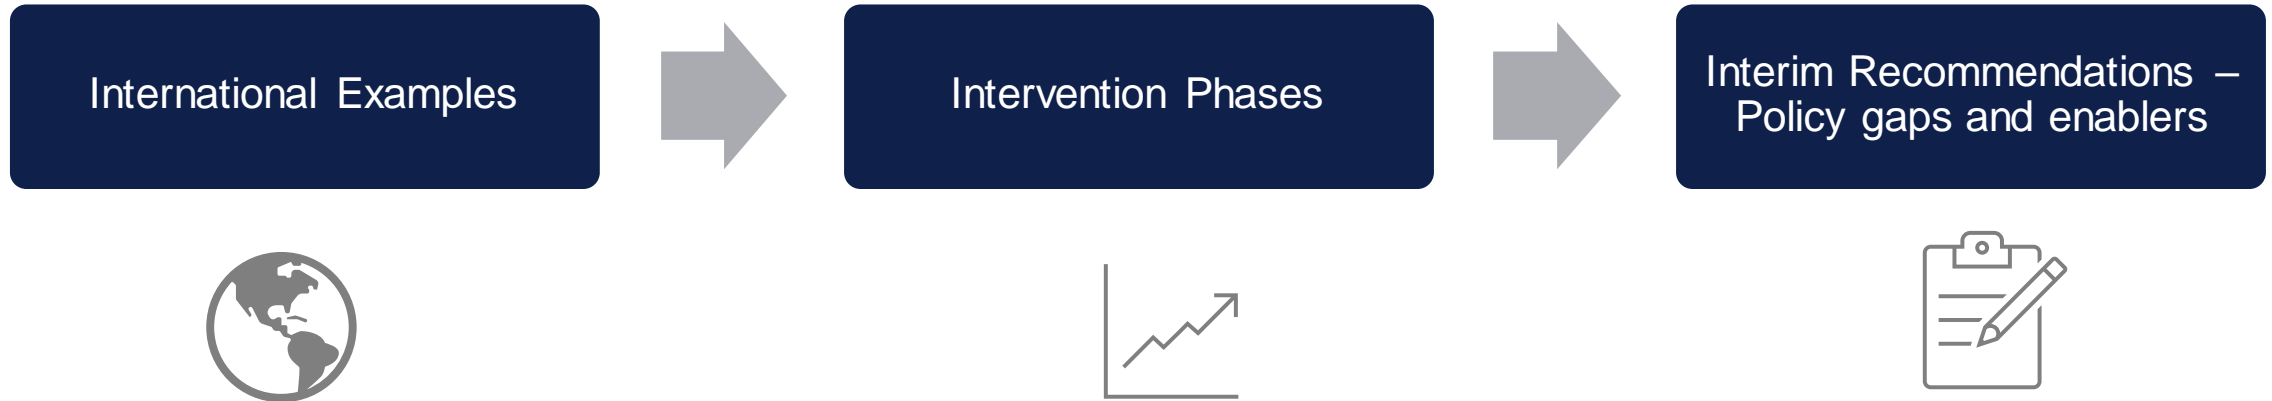 International Examples
Intervention Phases
Interim Recommendations –
Policy gaps and enablers